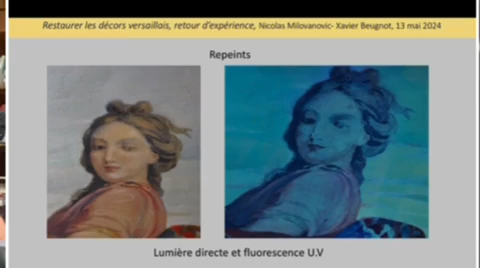 Restaurer les décors versaillais, retour d'expérience, Nicolas Milovanovic- Xavier Beugnot, 13 mai 2024
Repeints
Lumière directe et fluorescence U.V